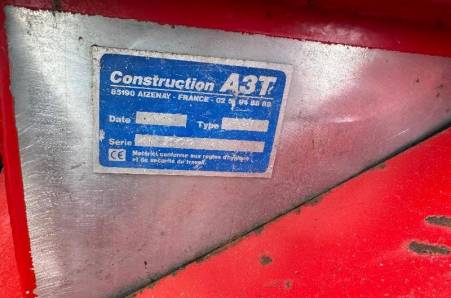 Construction A3T
85190 AIZENAY - FRANCE - 02 51 94 88 88
Date Type
Serie
CE Matériel conforme aux règles d'hygiène
et de sécurité du travail.